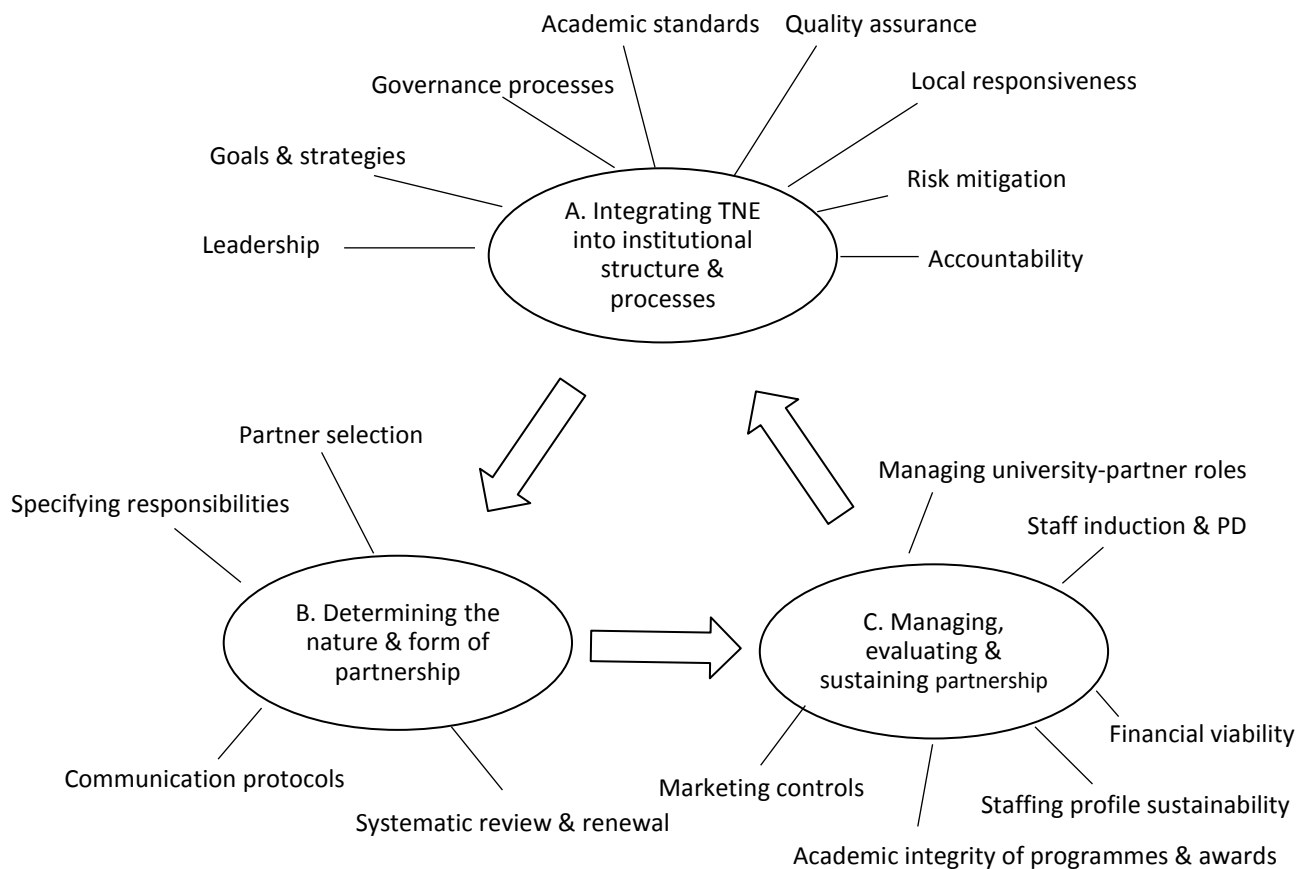 Academic standards
Quality assurance
Governance processes
Local responsiveness
Goals & strategies
Risk mitigation
Leadership
Accountability
A. Integrating TNE
into institutional
structure &
processes
Partner selection
Specifying responsibilities
B. Determining the
nature & form of
partnership
Communication protocols
Systematic review & renewal
Managing university-partner roles
Staff induction & PD
C. Managing,
evaluating &
sustaining partnership
Financial viability
Marketing controls
Staffing profile sustainability
Academic integrity of programmes & awards